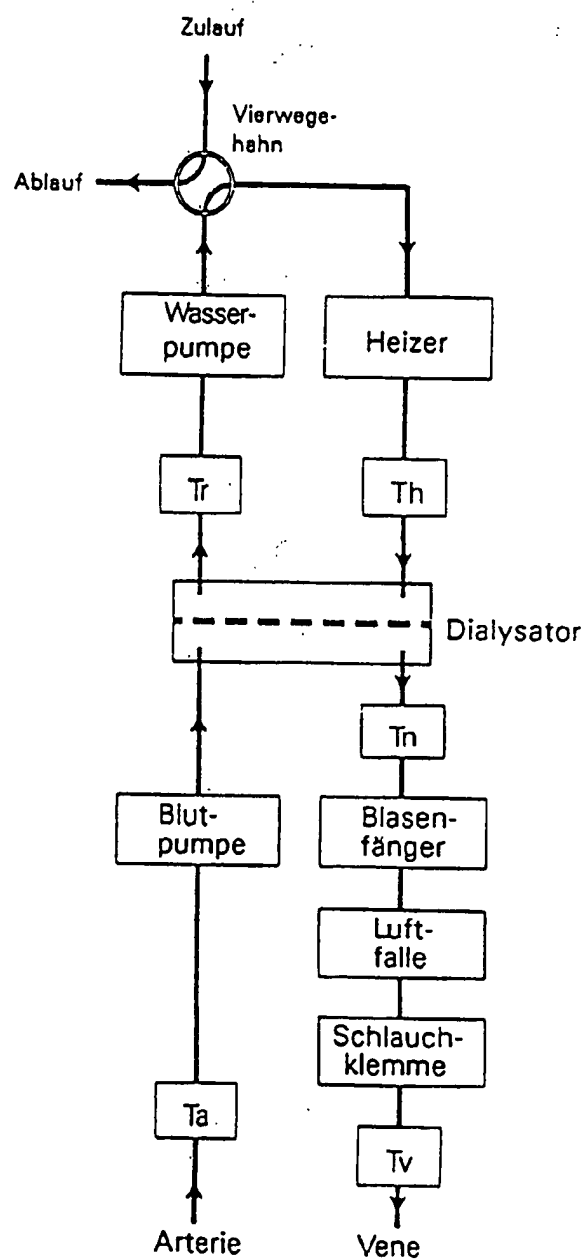 Zulauf
Vierwege-
hahn
Ablauf
Wasser-
pumpe
Heizer
Tr
Th
Dialysator
Tn
Blut-
pumpe
Blasen-
fänger
Luft-
falle
Schlauch-
klemme
Ta
Tv
Arterie
Vene